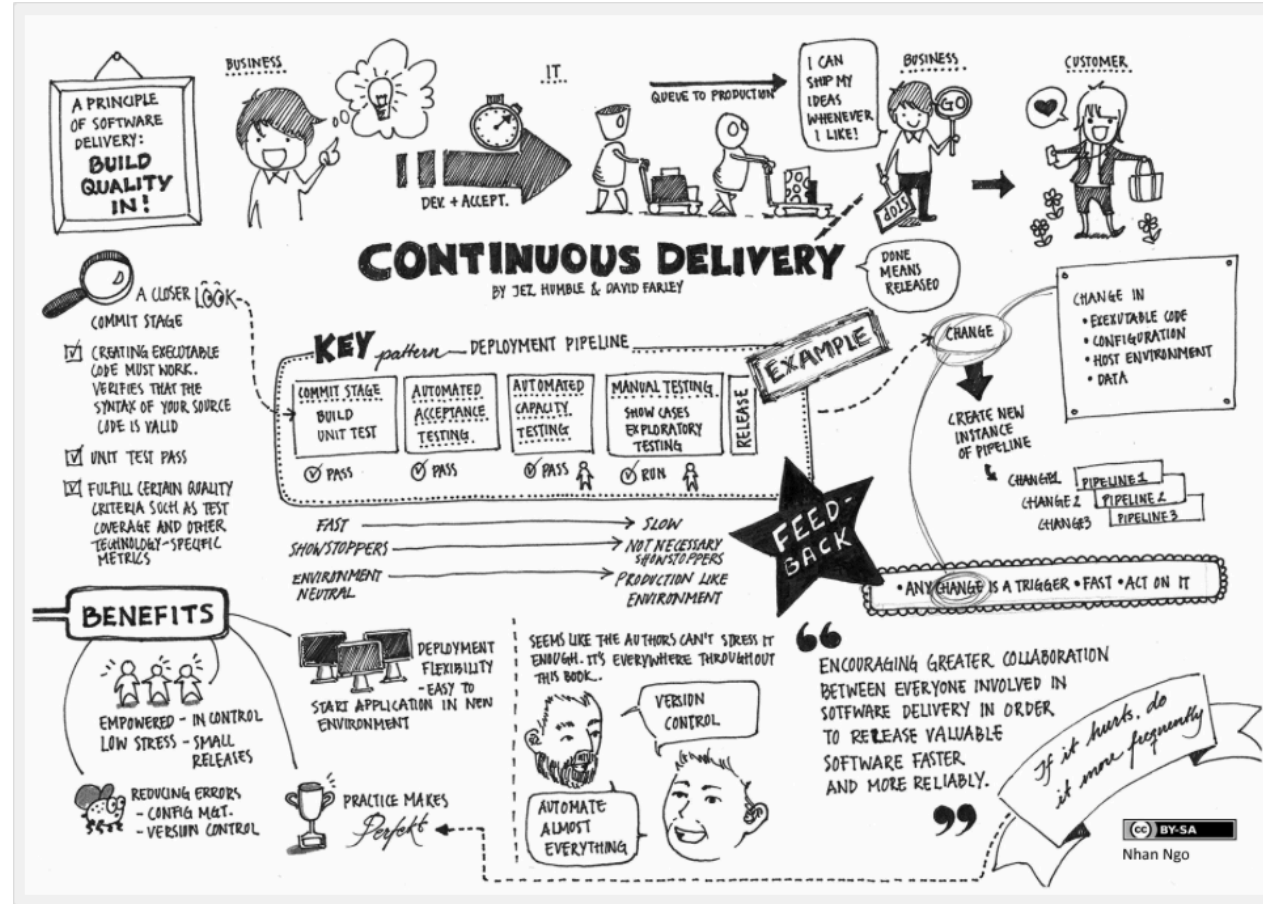 A PRINCIPLE
OF SOFTWARE
DELIVERY:
BUILD
QUALITY
IN!
BUSINESS
DEV. + ACCEPT.
IT
QUEUE TO PRODUCTION
I CAN
SHIP MY
IDEAS
WHENEVER
I LIKE!
BUSINESS
GO
STOP
CUSTOMER
CONTINUOUS DELIVERY
BY JEZ HUMBLE & DAVID FARLEY
DONE
MEANS
RELEASED
A CLOSER LOOK
COMMIT STAGE
CREATING EXECUTABLE
CODE MUST WORK.
VERIFIES THAT THE
SYNTAX OF YOUR SOURCE
CODE IS VALID
UNIT TEST PASS
FULFILL CERTAIN QUALITY
CRITERIA SUCH AS TEST
COVERAGE AND OTHER
TECHNOLOGY-SPECIFIC
METRICS
KEY pattern DEPLOYMENT PIPELINE
COMMIT STAGE
BUILD
UNIT TEST
PASS
AUTOMATED
ACCEPTANCE
TESTING
PASS
AUTOMATED
CAPACITY
TESTING
PASS
MANUAL TESTING
SHOW CASES
EXPLORATORY
TESTING
RUN
RELEASE
EXAMPLE
FAST SLOW
SHOWSTOPPERS NOT NECESSARY
SHOWSTOPPERS
ENVIRONMENT
NEUTRAL
PRODUCTION LIKE
ENVIRONMENT
FEED-
BACK
CHANGE
CHANGE IN
• EXEXUTABLE CODE
• CONFIGURATION
• HOST ENVIRONMENT
• DATA
CREATE NEW
INSTANCE
OF PIPELINE
CHANGE1 PIPELINE 1
CHANGE2 PIPELINE 2
CHANGE3 PIPELINE 3
• ANY CHANGE IS A TRIGGER • FAST • ACT ON IT
BENEFITS
EMPOWERED - IN CONTROL
LOW STRESS - SMALL
RELEASES
REDUCING ERRORS
- CONFIG MGT.
- VERSION CONTROL
DEPLOYMENT
FLEXIBILITY
- EASY TO
START APPLICATION IN NEW
ENVIRONMENT
PRACTICE MAKES
Perfekt
SEEMS LIKE THE AUTHORS CAN'T STRESS IT
ENOUGH. IT'S EVERYWHERE THROUGHOUT
THIS BOOK..
VERSION
CONTROL
AUTOMATE
ALMOST
EVERYTHING
“
ENCOURAGING GREATER COLLABORATION
BETWEEN EVERYONE INVOLVED IN
SOTFWARE DELIVERY IN ORDER
TO RELEASE VALUABLE
SOFTWARE FASTER
AND MORE RELIABLY.
”
If it hurts, do
it more frequently
cc BY-SA
Nhan Ngo